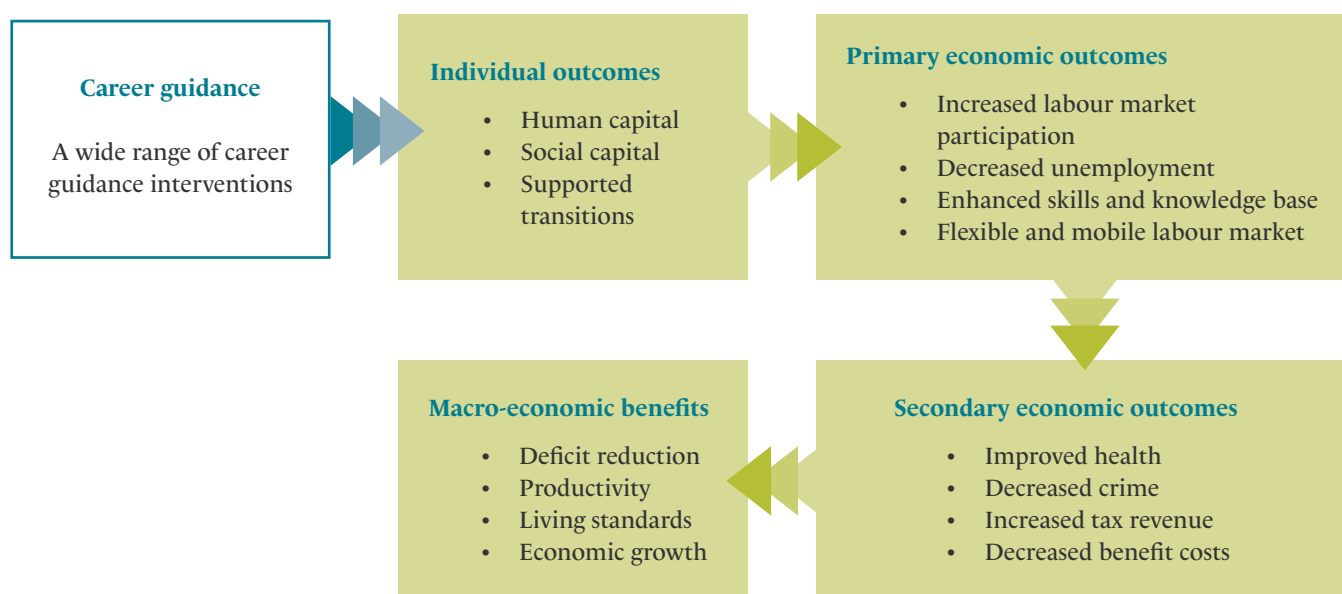 Career guidance
A wide range of career
guidance interventions
Individual outcomes
• Human capital
• Social capital
• Supported
transitions
Primary economic outcomes
• Increased labour market
participation
• Decreased unemployment
• Enhanced skills and knowledge base
• Flexible and mobile labour market
Secondary economic outcomes
• Improved health
• Decreased crime
• Increased tax revenue
• Decreased benefit costs
Macro-economic benefits
• Deficit reduction
• Productivity
• Living standards
• Economic growth